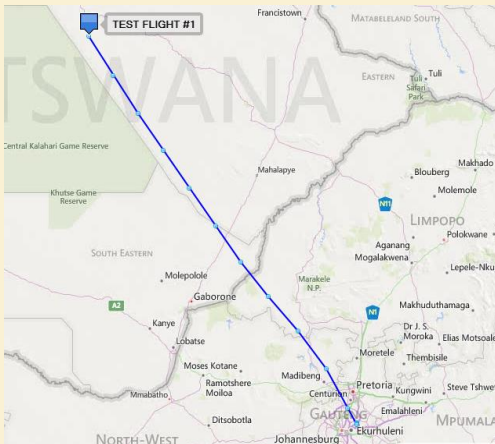 Francistown
MATABELELAND SOUTH
TEST FLIGHT #1
EASTERN
Tuli
Tuli
Safari
Park
TSWANA
Central Kalahari Game Reserve
Makhado
Mahalapye
Blouberg
Molemole
Khutse Game
Reserve
N11
LIMPOPO
Polokwane
Aganang
Mogalakwena
SOUTH EASTERN
Lepele-Nku
Molepolole
Marakele
N.P.
Gaborone
A2
N1
Makhuduthamaga
Kanye
Dr J. S.
Moroka
Elias Motsoale
Lobatse
Moretele
Thembisile
Moses Kotane
Madibeng
Ramotshere
Moiloa
Pretoria
Mmabatho
Centurion
Kungwini
Steve Tshwet
GAUTENG
Emalahleni
Ditsobotla
MPUMALA
Ekurhuleni
NORTH-WEST
Johannesburg